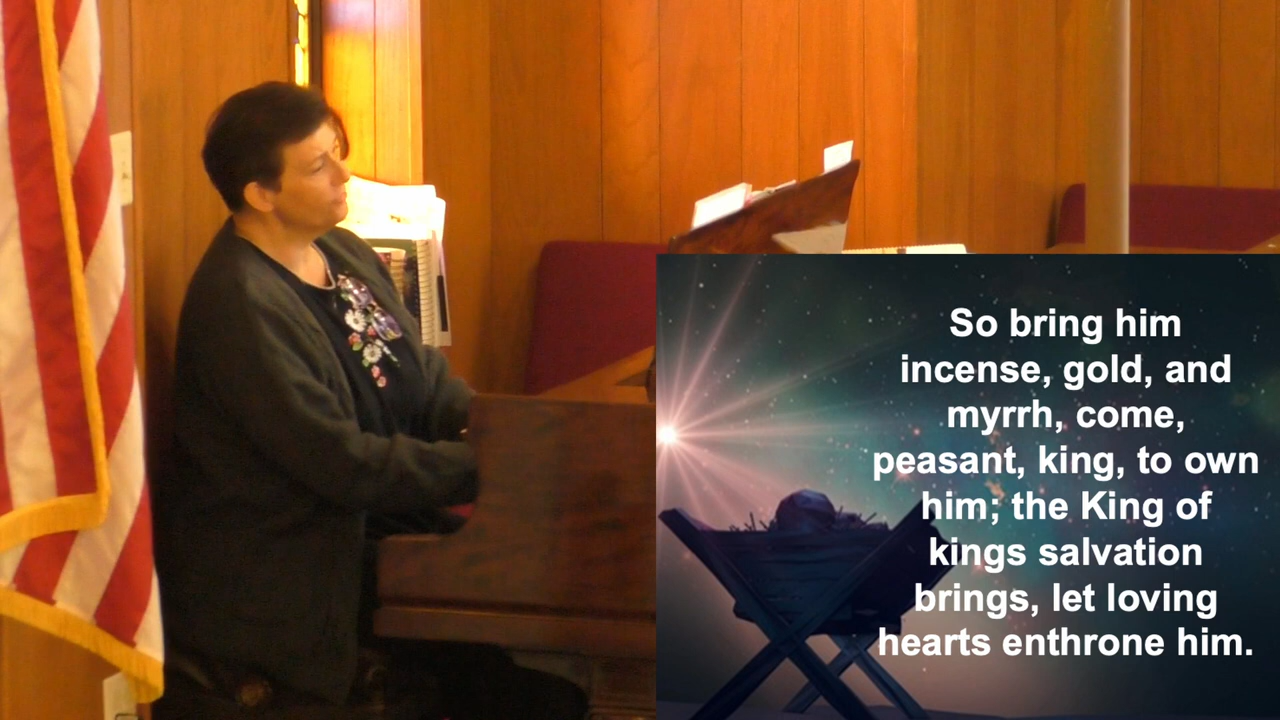 So bring him
incense, gold, and
myrrh, come,
peasant, king, to own
him; the King of
kings salvation
brings, let loving
hearts enthrone him.